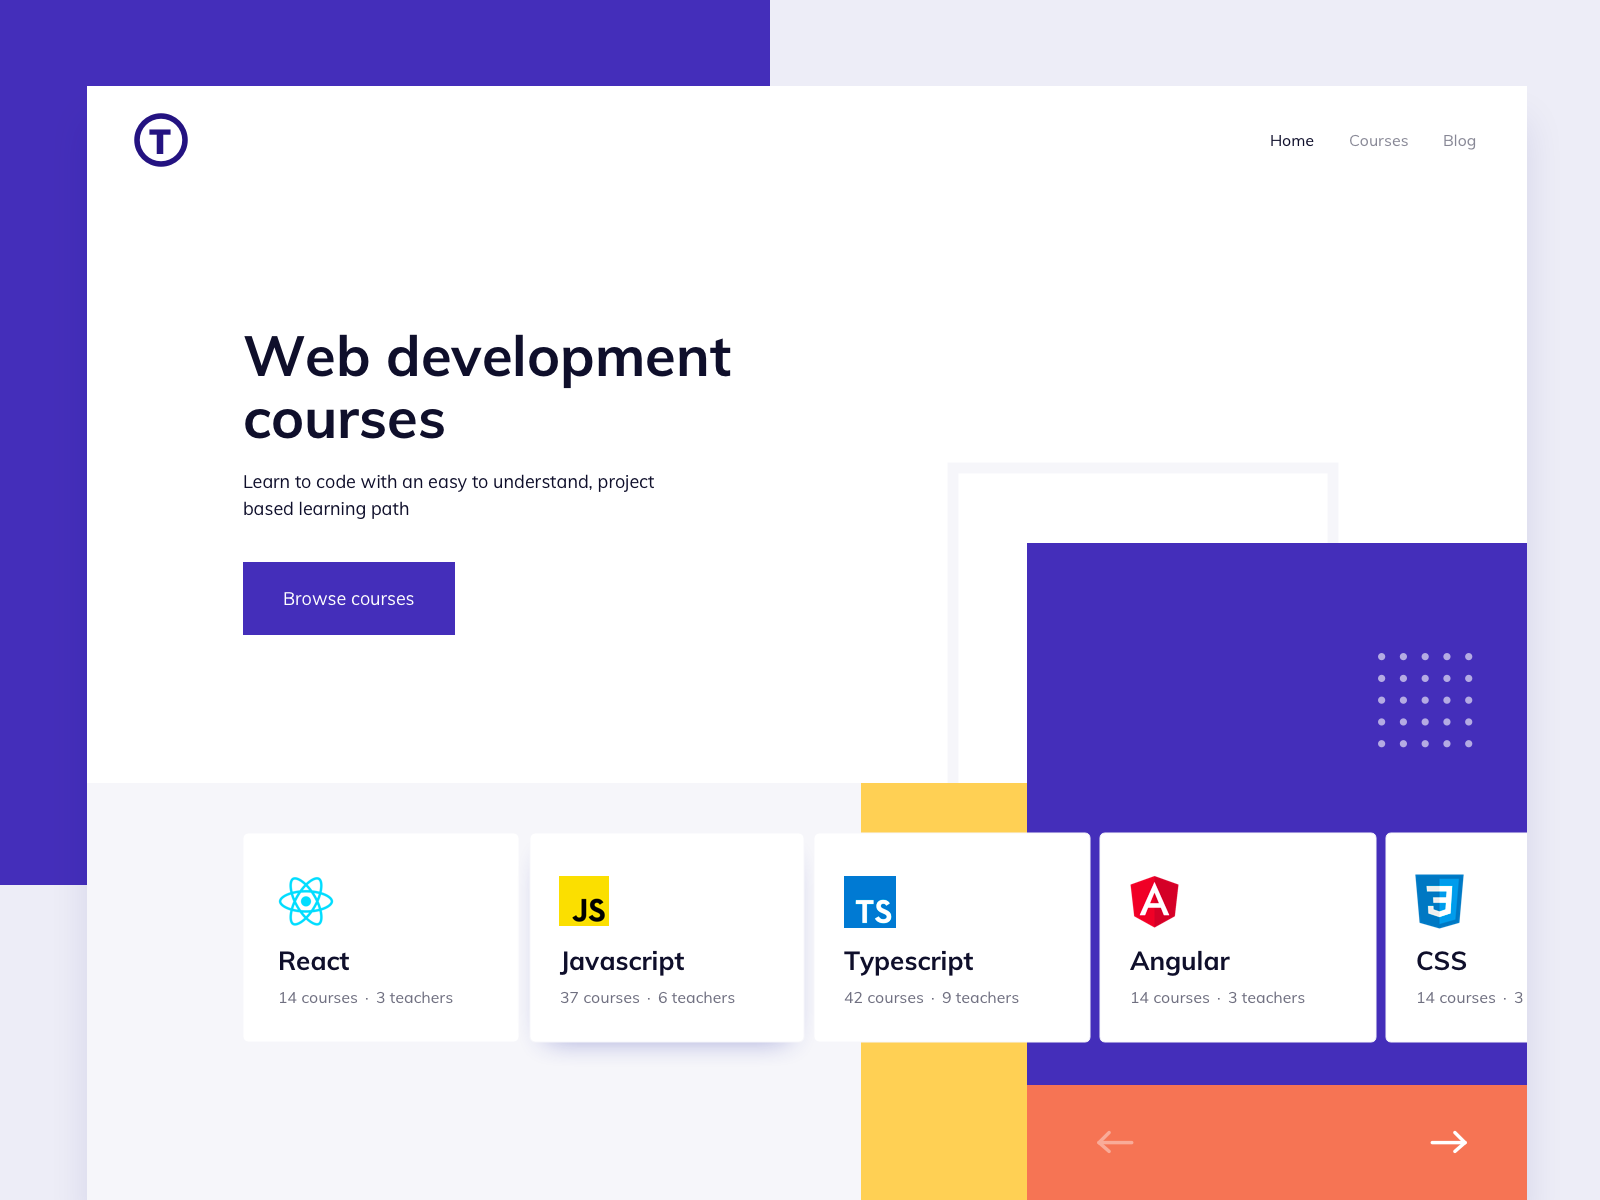 T
Home Courses Blog
Web development
courses
Learn to code with an easy to understand, project
based learning path
Browse courses
React
14 courses · 3 teachers
JS
Javascript
37 courses · 6 teachers
TS
Typescript
42 courses · 9 teachers
A
Angular
14 courses · 3 teachers
3
CSS
14 courses · 3